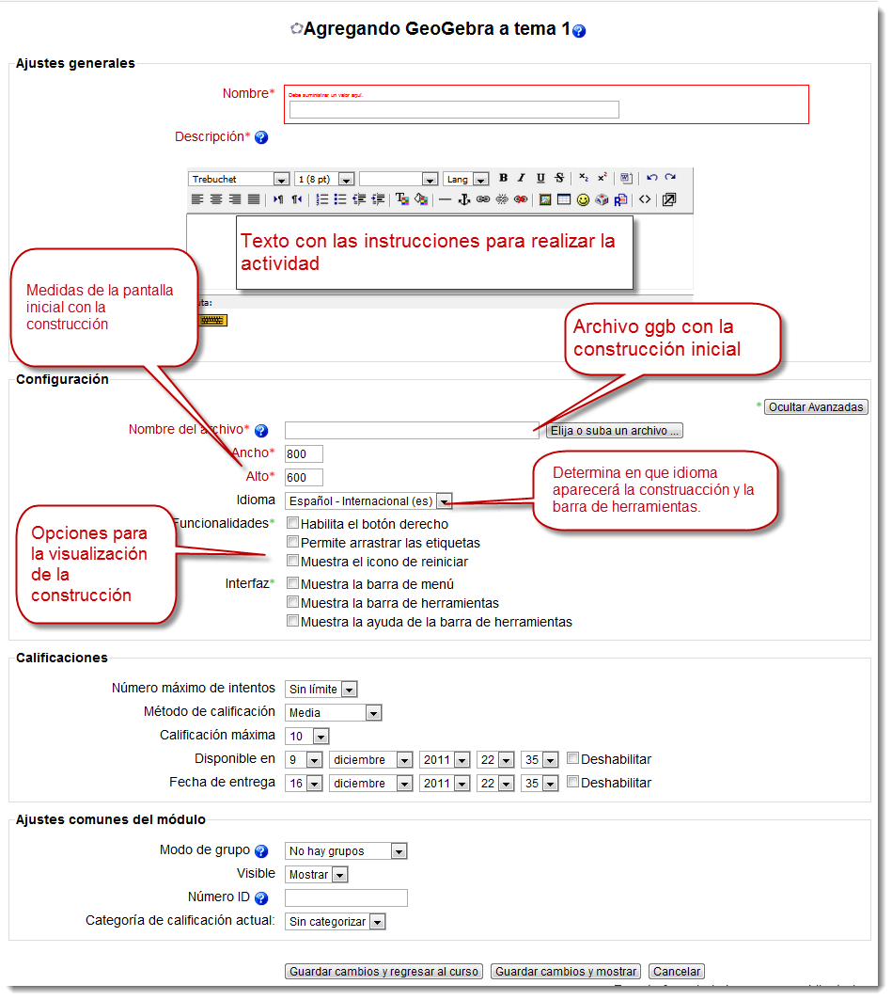 Agregando GeoGebra a tema 1
Ajustes generales
Nombre*
Debe suministrar un valor aquí.
Descripción*
Trebuchet
1 (8 pt)
Lang
B I U S
Texto con las instrucciones para realizar la
actividad
Medidas de la pantalla
inicial con la
construcción
uta:
Archivo ggb con la
construcción inicial
Configuración
* Ocultar Avanzadas
Nombre del archivo*
Elija o suba un archivo ...
Ancho* 800
Alto* 600
Determina en que idioma
aparecerá la construacción y la
barra de herramientas.
Idioma Español - Internacional (es)
Funcionalidades* Habilita el botón derecho
Permite arrastrar las etiquetas
Muestra el icono de reiniciar
Opciones para
la visualización
de la
construcción
Interfaz* Muestra la barra de menú
Muestra la barra de herramientas
Muestra la ayuda de la barra de herramientas
Calificaciones
Número máximo de intentos Sin límite
Método de calificación Media
Calificación máxima 10
Disponible en 9 diciembre 2011 22 35 Deshabilitar
Fecha de entrega 16 diciembre 2011 22 35 Deshabilitar
Ajustes comunes del módulo
Modo de grupo No hay grupos
Visible Mostrar
Número ID
Categoría de calificación actual: Sin categorizar
Guardar cambios y regresar al curso Guardar cambios y mostrar Cancelar